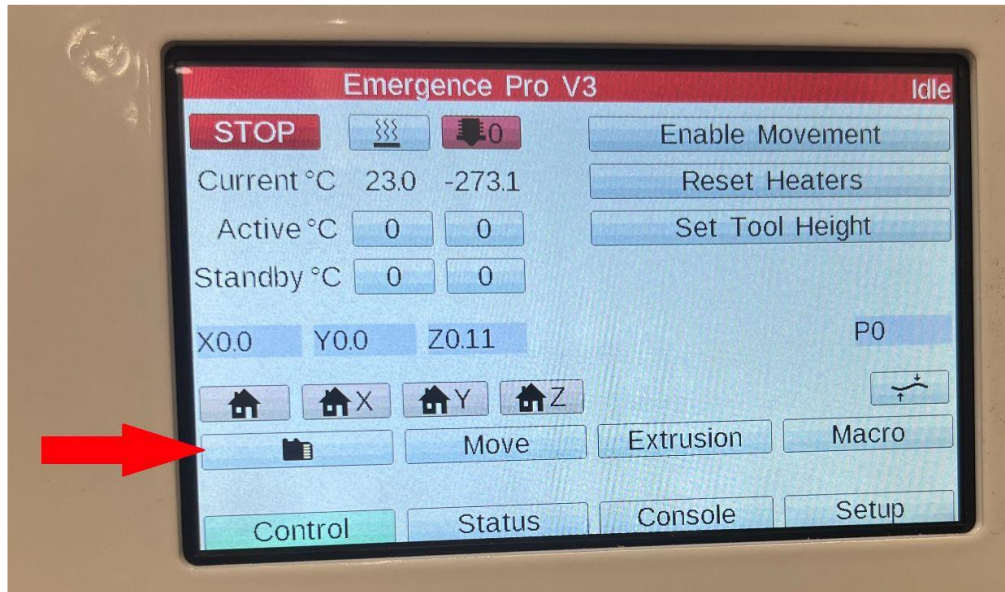 Emergence Pro V3 Idle
STOP 0 Enable Movement
Current °C 23.0 -273.1 Reset Heaters
Active °C 0 0 Set Tool Height
Standby °C 0 0
X0.0 Y0.0 Z0.11 P0
X Y Z
Move Extrusion Macro
Control Status Console Setup